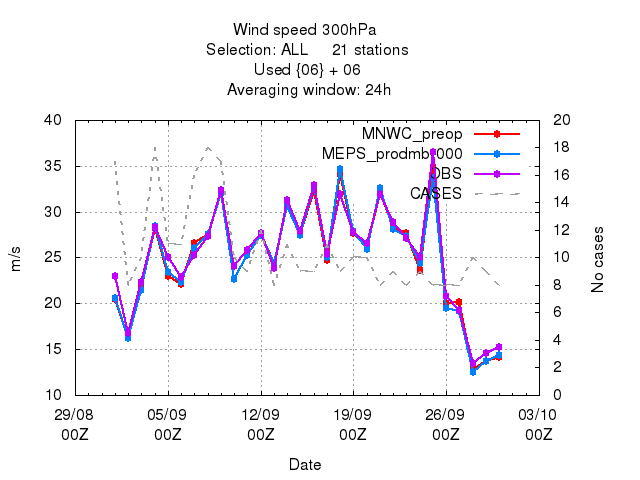 Wind speed 300hPa
Selection: ALL 21 stations
Used {06} + 06
Averaging window: 24h
40 20
MNWC_preop
18
MEPS_prodmbr000
35 16
OBS
14
CASES
30 12
m/s
No cases
25 10
8
20 6
4
15 2
10 0
29/08 05/09 12/09 19/09 26/09 03/10
00Z 00Z 00Z 00Z 00Z 00Z
Date